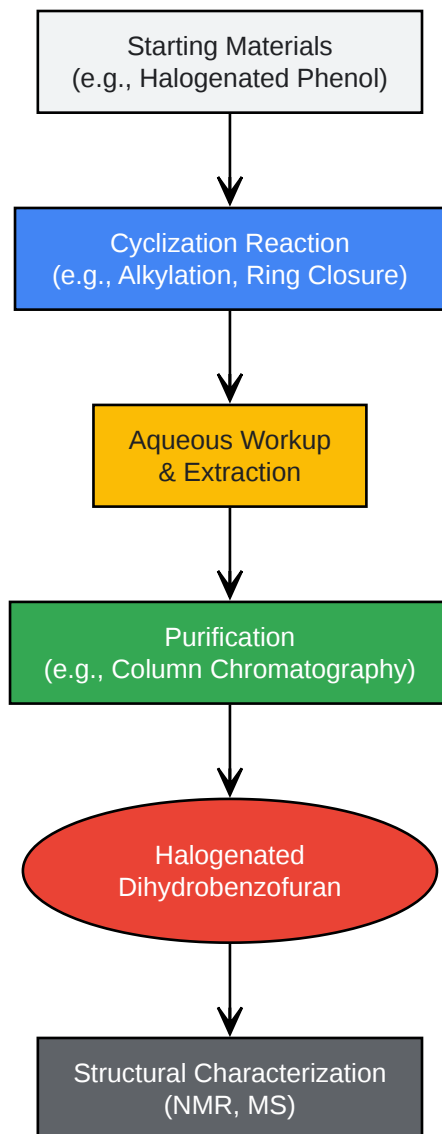 Starting Materials
(e.g., Halogenated Phenol)
Cyclization Reaction
(e.g., Alkylation, Ring Closure)
Aqueous Workup
& Extraction
Purification
(e.g., Column Chromatography)
Halogenated
Dihydrobenzofuran
Structural Characterization
(NMR, MS)